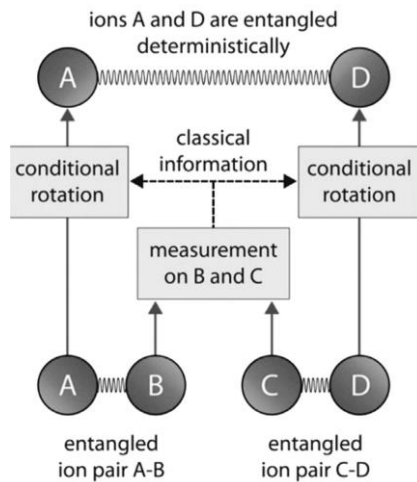 ions A and D are entangled
deterministically
A
D
classical
information
conditional
rotation
conditional
rotation
measurement
on B and C
A
B
C
D
entangled
ion pair A-B
entangled
ion pair C-D